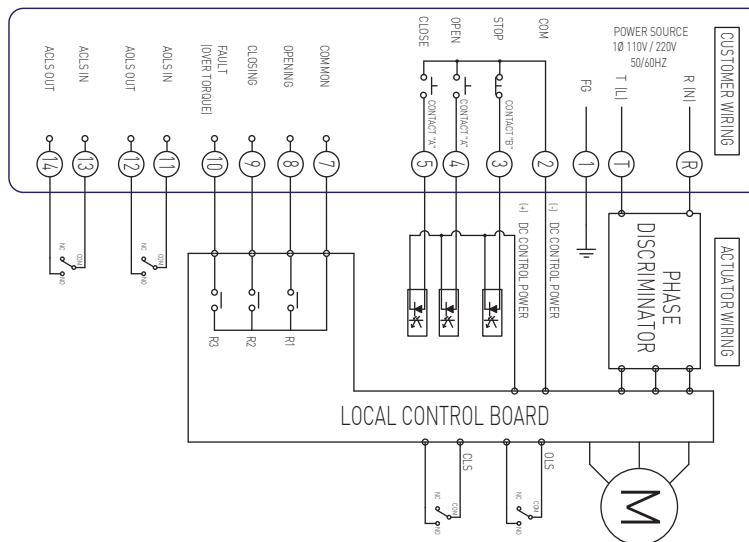 CUSTOMER WIRING
ACTUATOR WIRING
POWER SOURCE
1Ø 110V / 220V
50/60HZ
R (N)
T (L)
FG
COM
STOP
OPEN
CLOSE
COMMON
OPENING
CLOSING
FAULT
(OVER TORQUE)
AOLS IN
AOLS OUT
ACLS IN
ACLS OUT
CONTACT "B"
CONTACT "A"
CONTACT "A"
R
T
1
2
3
4
5
7
8
9
10
11
12
13
14
(-) DC CONTROL POWER
(+) DC CONTROL POWER
PHASE
DISCRIMINATOR
NC
COM
NO
NC
COM
NO
R1
R2
R3
LOCAL CONTROL BOARD
CLS
OLS
NC
COM
NO
NC
COM
NO
M